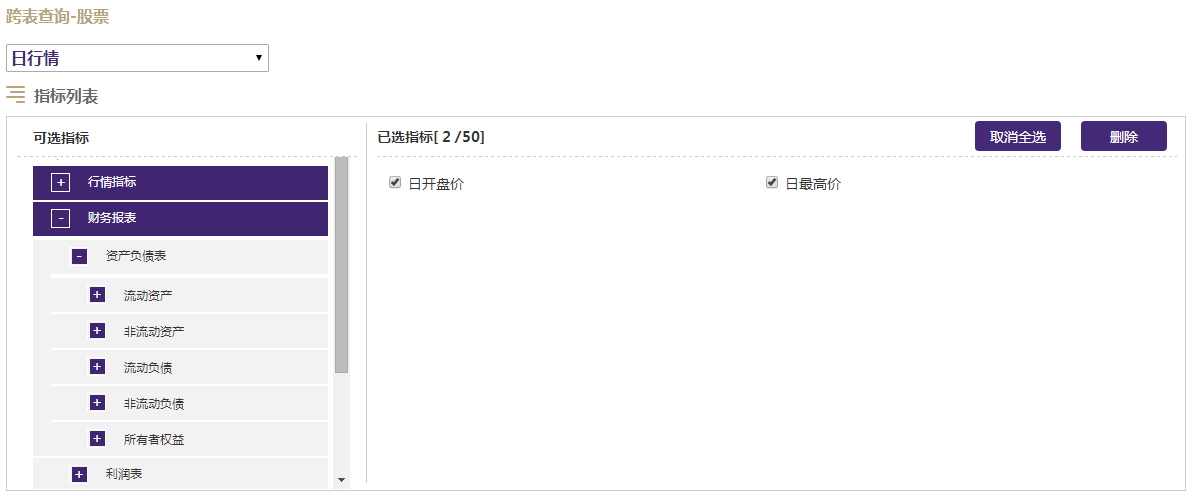 跨表查询-股票
日行情
指标列表
可选指标
已选指标[ 2 /50]
取消全选
删除
行情指标
日开盘价
日最高价
财务报表
资产负债表
流动资产
非流动资产
流动负债
非流动负债
所有者权益
利润表